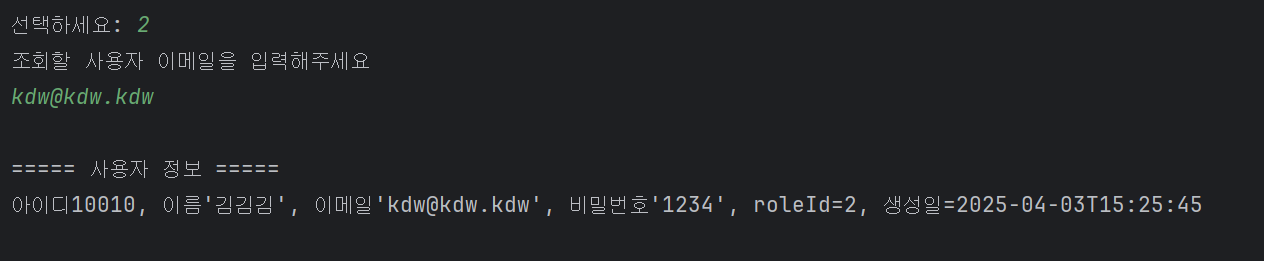 선택하세요: 2
조회할 사용자 이메일을 입력해주세요
kdw@kdw.kdw
===== 사용자 정보 =====
아이디10010, 이름'김김김', 이메일'kdw@kdw.kdw', 비밀번호'1234', roleId=2, 생성일=2025-04-03T15:25:45